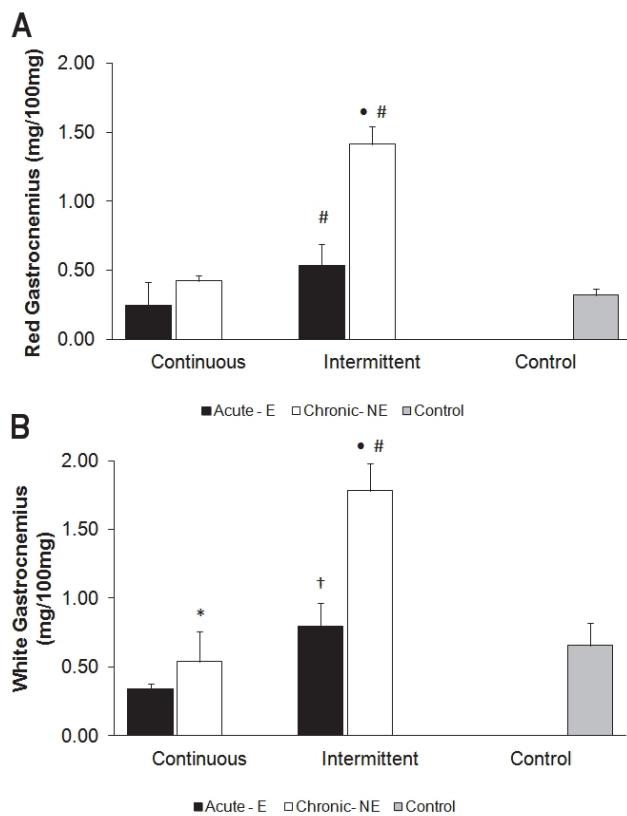 A
Red Gastrocnemius (mg/100mg)
2.00
1.50
1.00
0.50
0.00
#
• #
Continuous
Intermittent
Control
Acute - E
Chronic- NE
Control
B
White Gastrocnemius
(mg/100mg)
2.00
1.50
1.00
0.50
0.00
*
†
• #
Continuous
Intermittent
Control
Acute - E
Chronic- NE
Control